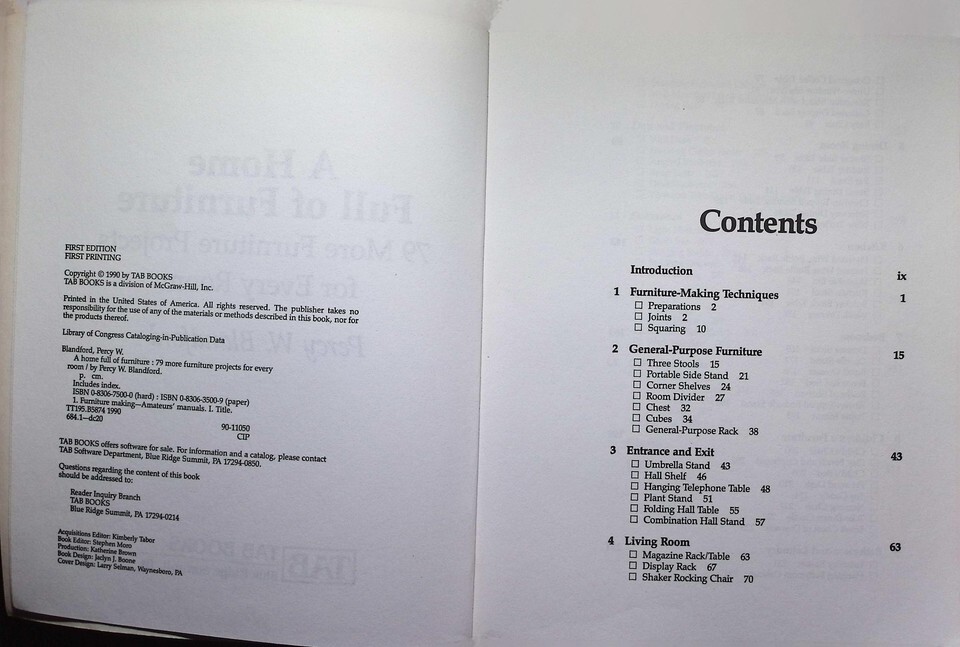 FIRST EDITION
FIRST PRINTING
Copyright © 1990 by TAB BOOKS
TAB BOOKS is a division of McGraw-Hill, Inc.
Printed in the United States of America. All rights reserved. The publisher takes no
responsibility for the use of any of the materials or methods described in this book, nor for
the products thereof.
Library of Congress Cataloging-in-Publication Data
Blandford, Percy W.
A home full of furniture : 79 more furniture projects for every
room / by Percy W. Blandford.
p. cm.
Includes index.
ISBN 0-8306-7500-0 (hard) : ISBN 0-8306-3500-9 (paper)
1. Furniture making—Amateurs' manuals. I. Title.
TT195.B5874 1990
684.1—dc20 90-11050
CIP
TAB BOOKS offers software for sale. For information and a catalog, please contact
TAB Software Department, Blue Ridge Summit, PA 17294-0850.
Questions regarding the content of this book
should be addressed to:
Reader Inquiry Branch
TAB BOOKS
Blue Ridge Summit, PA 17294-0214
Acquisitions Editor: Kimberly Tabor
Book Editor: Stephen Moro
Production: Katherine Brown
Book Design: Jaclyn J. Boone
Cover Design: Larry Selman, Waynesboro, PA
Contents
Introduction ix
1 Furniture-Making Techniques 1
☐ Preparations 2
☐ Joints 2
☐ Squaring 10
2 General-Purpose Furniture 15
☐ Three Stools 15
☐ Portable Side Stand 21
☐ Corner Shelves 24
☐ Room Divider 27
☐ Chest 32
☐ Cubes 34
☐ General-Purpose Rack 38
3 Entrance and Exit 43
☐ Umbrella Stand 43
☐ Hall Shelf 46
☐ Hanging Telephone Table 48
☐ Plant Stand 51
☐ Folding Hall Table 55
☐ Combination Hall Stand 57
4 Living Room 63
☐ Magazine Rack/Table 63
☐ Display Rack 67
☐ Shaker Rocking Chair 70